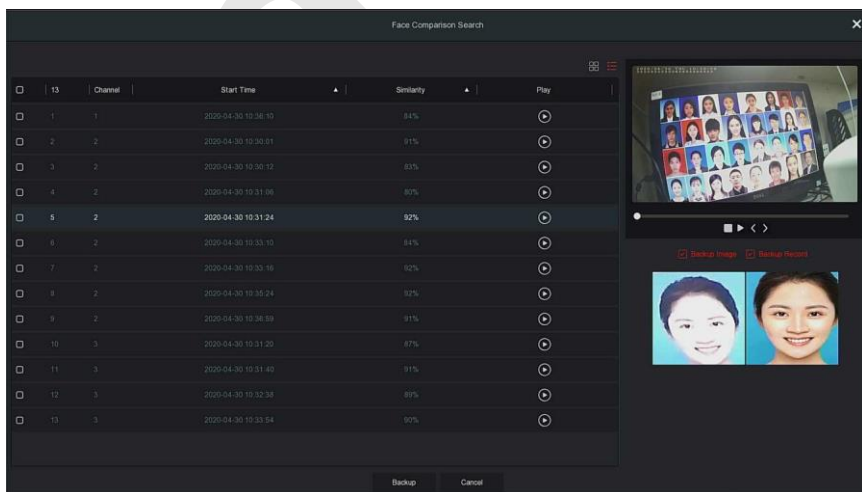 Face Comparison Search
13 Channel Start Time Similarity Play
1 1 2020-04-30 10:36:10 84%
2 2 2020-04-30 10:30:01 91%
3 2 2020-04-30 10:30:12 83%
4 2 2020-04-30 10:31:06 80%
5 2 2020-04-30 10:31:24 92%
6 2 2020-04-30 10:33:10 84%
7 2 2020-04-30 10:33:16 92%
8 2 2020-04-30 10:35:24 92%
9 2 2020-04-30 10:36:59 91%
10 3 2020-04-30 10:31:20 87%
11 3 2020-04-30 10:31:40 91%
12 3 2020-04-30 10:32:38 89%
13 3 2020-04-30 10:33:54 90%
Backup Image Backup Record
Backup Cancel